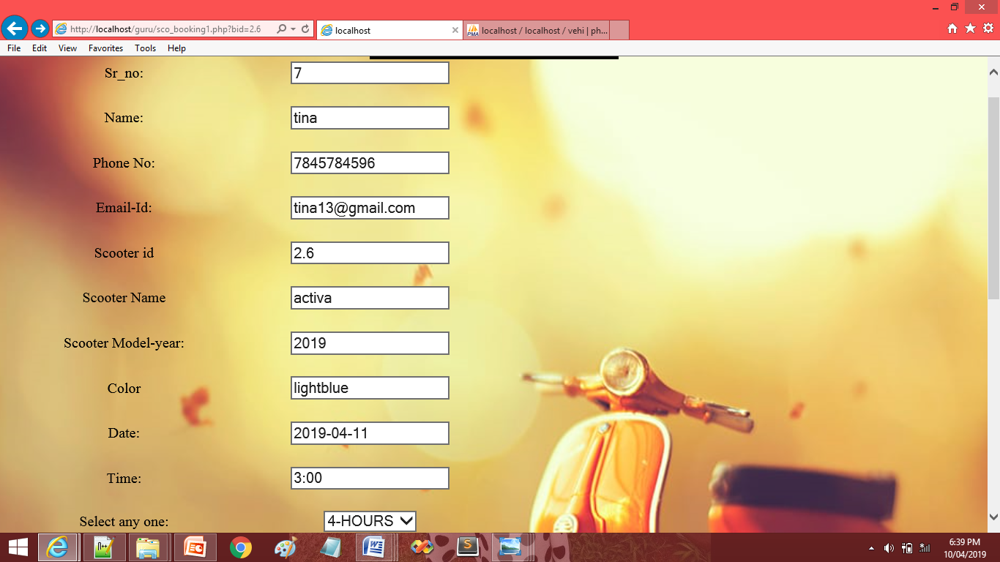 http://localhost/guru/sco_booking1.php?bid=2.6
localhost
PMA localhost / localhost / vehi | ph...
File Edit View Favorites Tools Help
Sr_no: 7
Name: tina
Phone No: 7845784596
Email-Id: tina13@gmail.com
Scooter id 2.6
Scooter Name activa
Scooter Model-year: 2019
Color lightblue
Date: 2019-04-11
Time: 3:00
Select any one: 4-HOURS
6:39 PM
10/04/2019